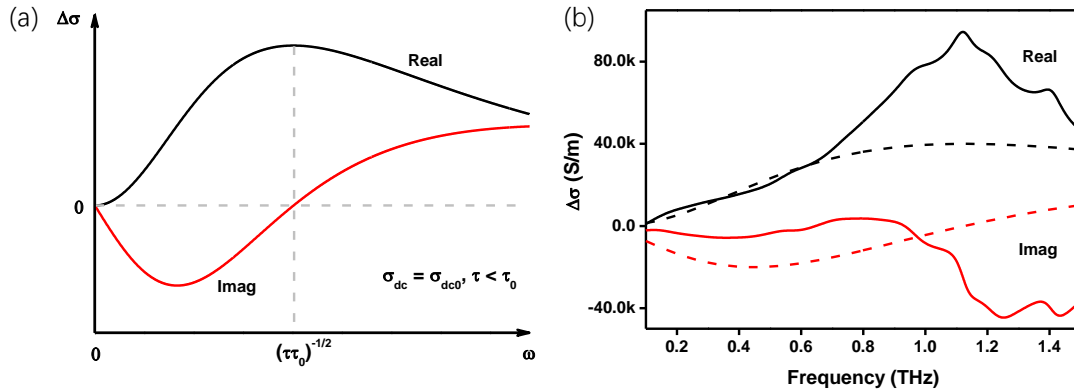 (a)
Δσ
Real
0
Imag
σdc = σdc0, τ < τ0
0
(ττ0)-1/2
ω
(b)
Δσ (S/m)
80.0k
40.0k
0.0
-40.0k
Real
Imag
0.2 0.4 0.6 0.8 1.0 1.2 1.4
Frequency (THz)